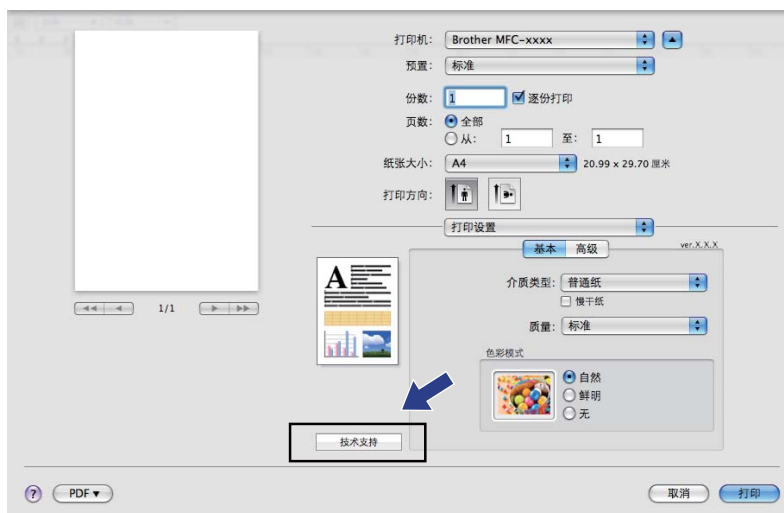 打印机: Brother MFC-xxxx
预置: 标准
份数: 1 逐份打印
页数: 全部
从: 1 至: 1
纸张大小: A4 20.99 x 29.70 厘米
打印方向:
打印设置
基本 高级 ver.X.X.X
A
介质类型: 普通纸
慢干纸
1/1
质量: 标准
色彩模式
自然
鲜明
无
技术支持
? PDF▼ 取消 打印